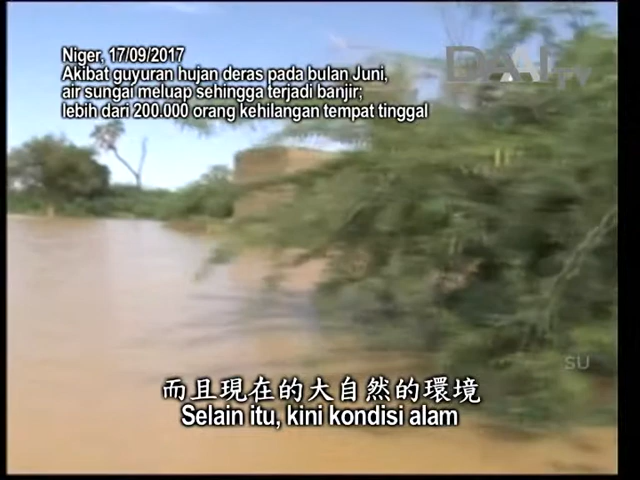 Niger, 17/09/2017
Akibat guyuran hujan deras pada bulan Juni,
air sungai meluap sehingga terjadi banjir;
lebih dari 200.000 orang kehilangan tempat tinggal
DAAI TV
SU
而且現在的大自然的環境
Selain itu, kini kondisi alam